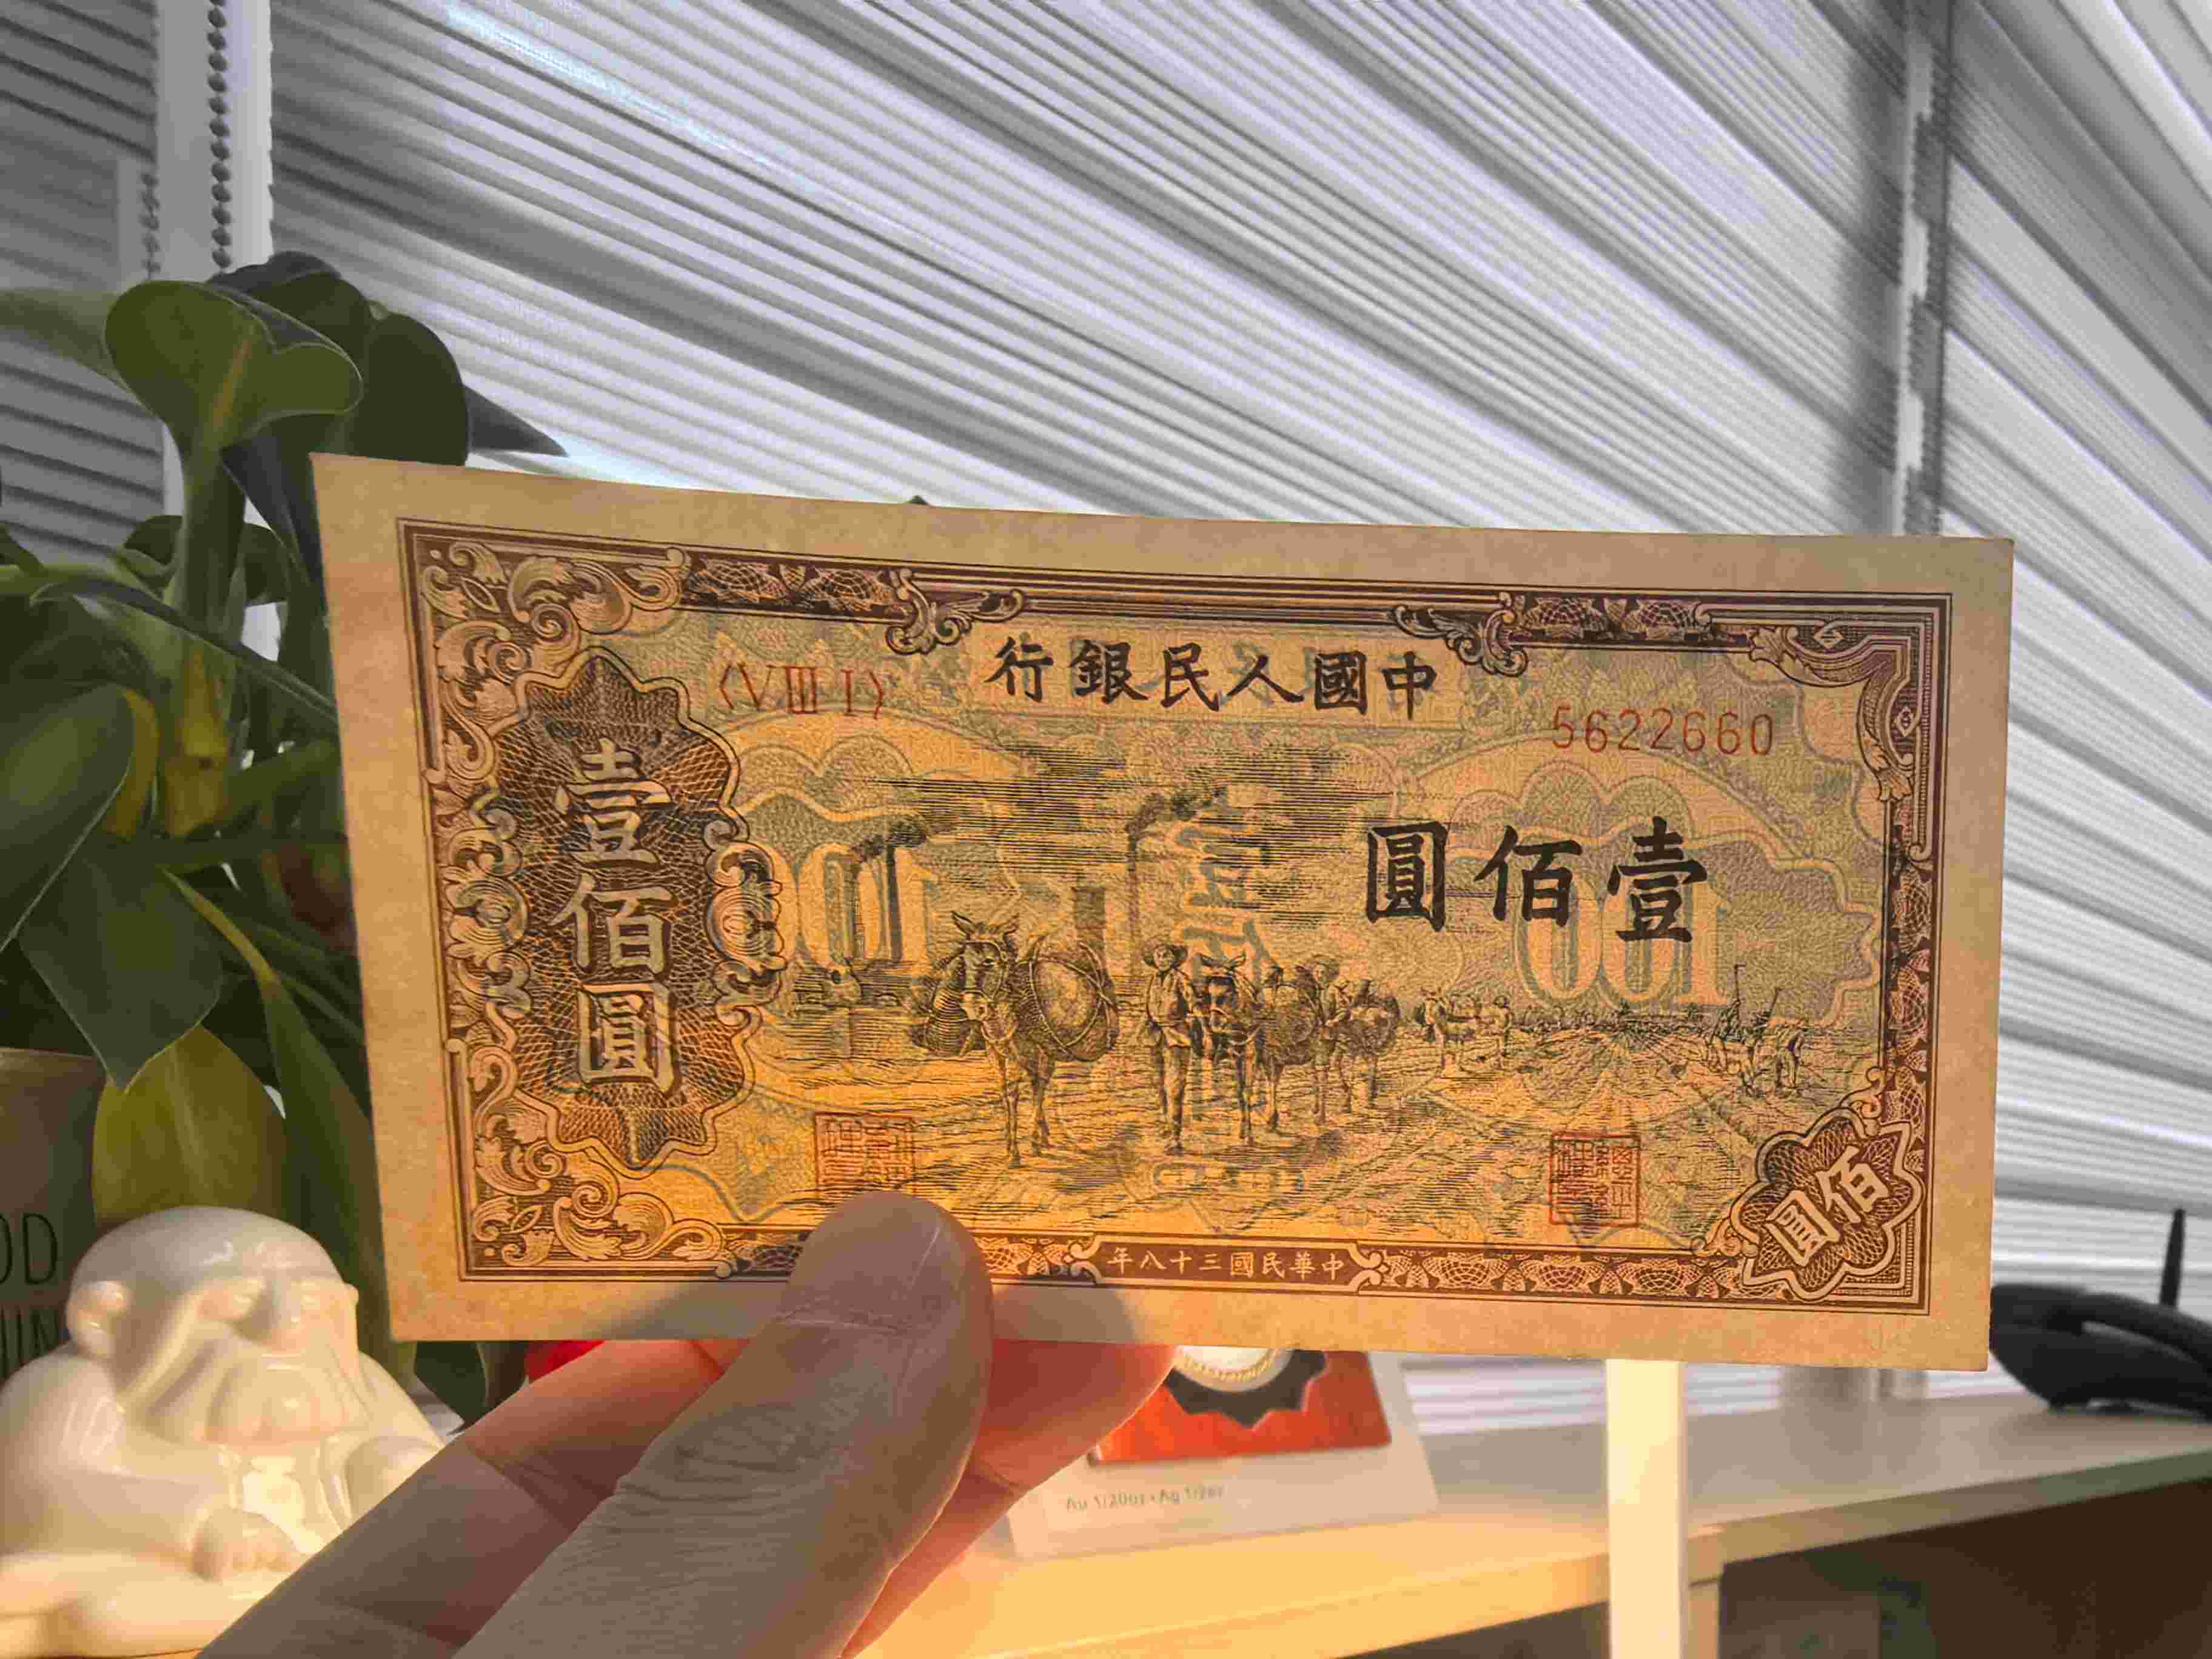 中國人民銀行
〈VIII I〉
5622660
壹佰圓
壹佰圓
佰圓
中華民國三十八年